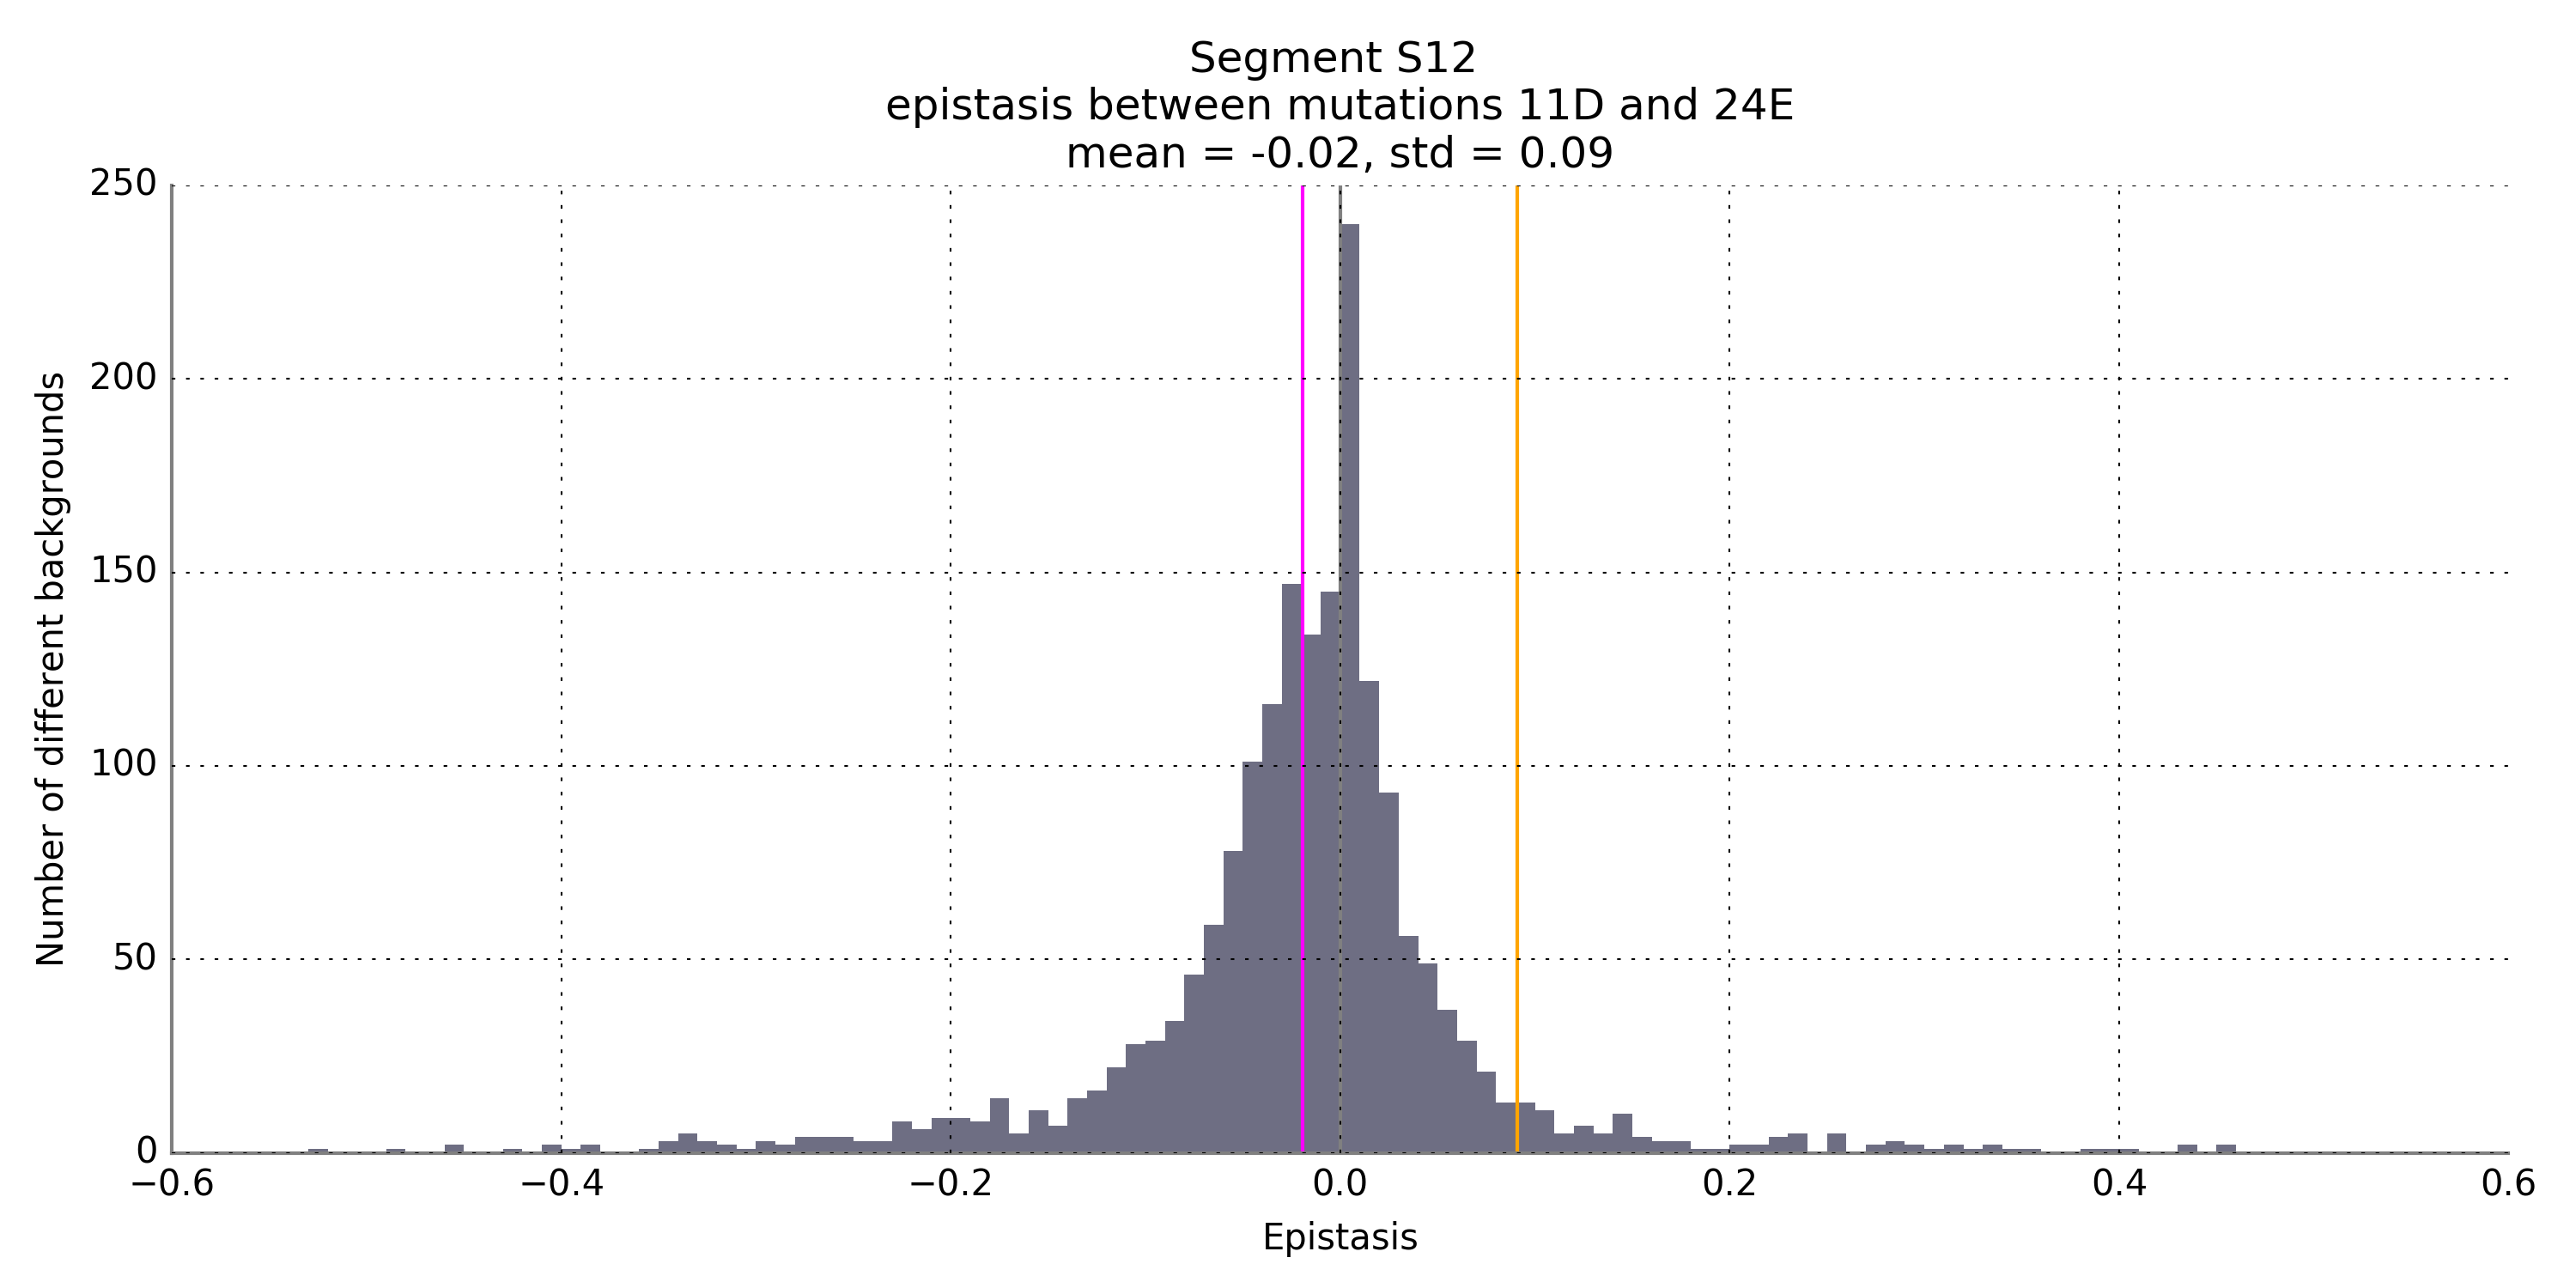 Segment S12
epistasis between mutations 11D and 24E
mean = -0.02, std = 0.09
Number of different backgrounds
250
200
150
100
50
0
−0.6 −0.4 −0.2 0.0 0.2 0.4 0.6
Epistasis